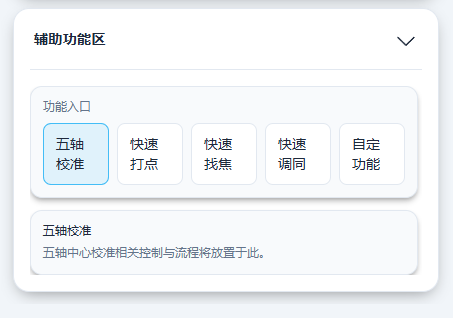 辅助功能区
功能入口
五轴
校准
快速
打点
快速
找焦
快速
调同
自定
功能
五轴校准
五轴中心校准相关控制与流程将放置于此。